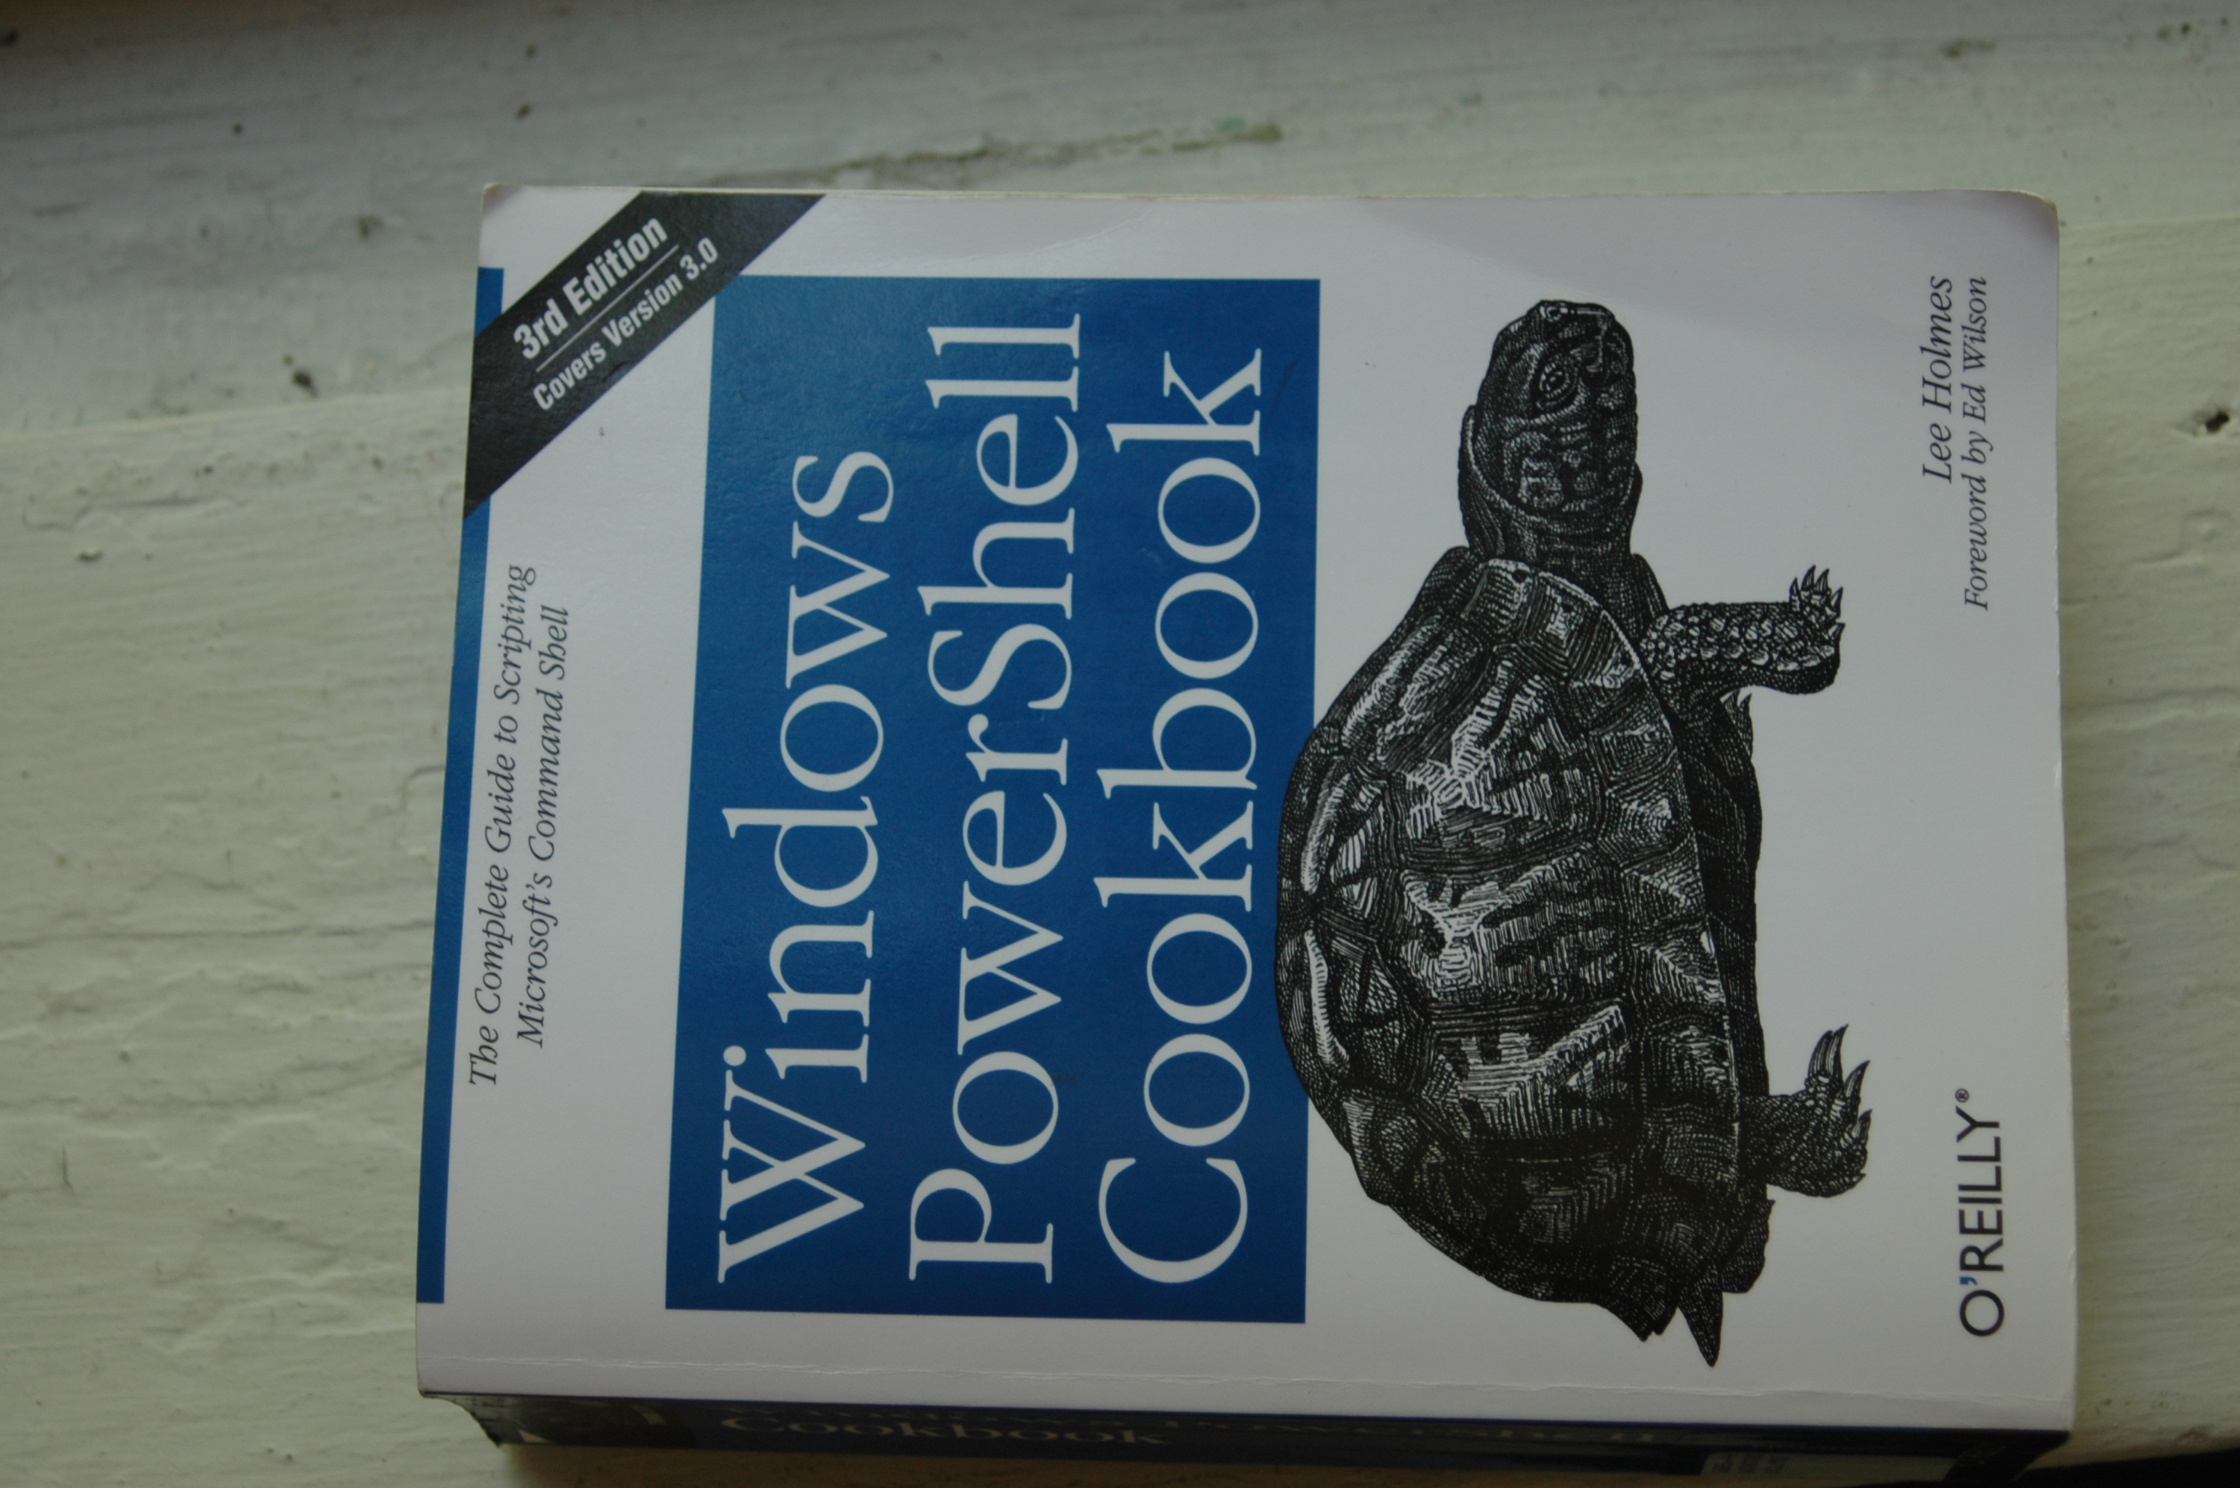 The Complete Guide to Scripting
Microsoft's Command Shell
3rd Edition
Covers Version 3.0
Windows
PowerShell
Cookbook
O'REILLY®
Lee Holmes
Foreword by Ed Wilson
Cookbook